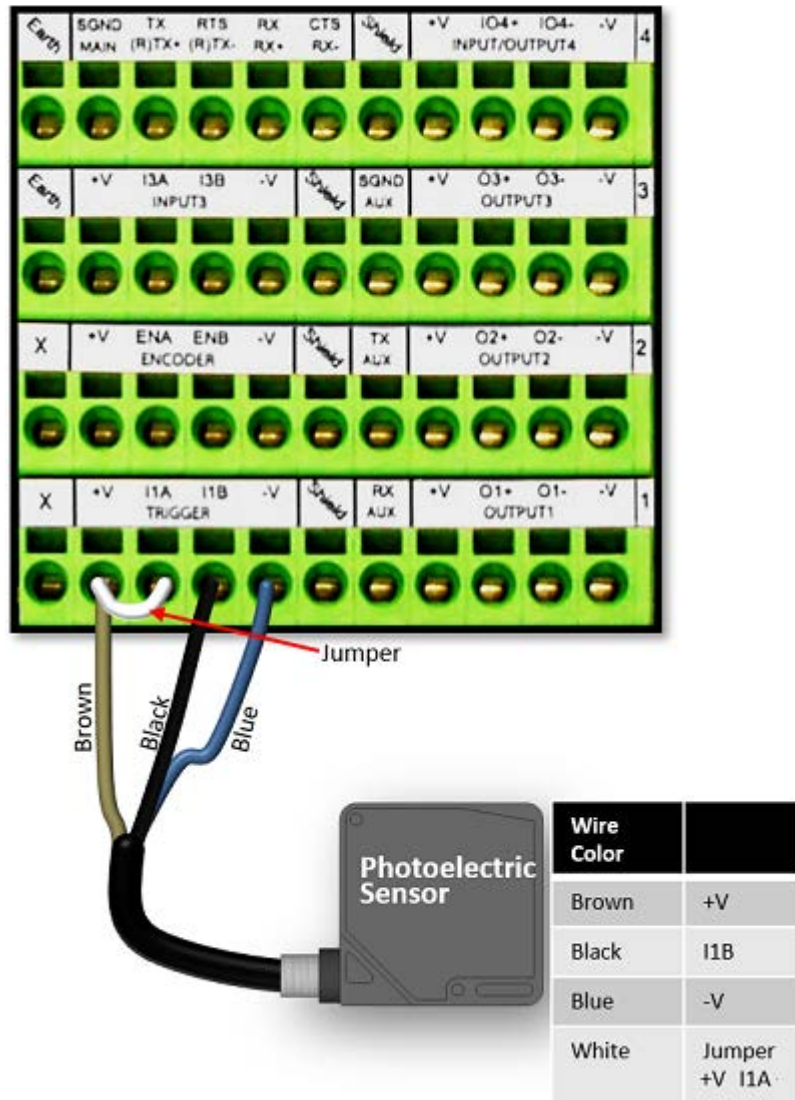 Earth SGND TX RTS RX CTS Shield +V IO4+ IO4- -V 4
MAIN (R)TX+ (R)TX- RX+ RX- INPUT/OUTPUT4
Earth +V I3A I3B -V Shield SGND +V O3+ O3- -V 3
INPUT3 AUX OUTPUT3
X +V ENA ENB -V Shield TX +V O2+ O2- -V 2
ENCODER AUX OUTPUT2
X +V I1A I1B -V Shield RX +V O1+ O1- -V 1
TRIGGER AUX OUTPUT1
Jumper
Brown
Black
Blue
Photoelectric
Sensor
Wire
Color
Brown +V
Black I1B
Blue -V
White Jumper
+V I1A